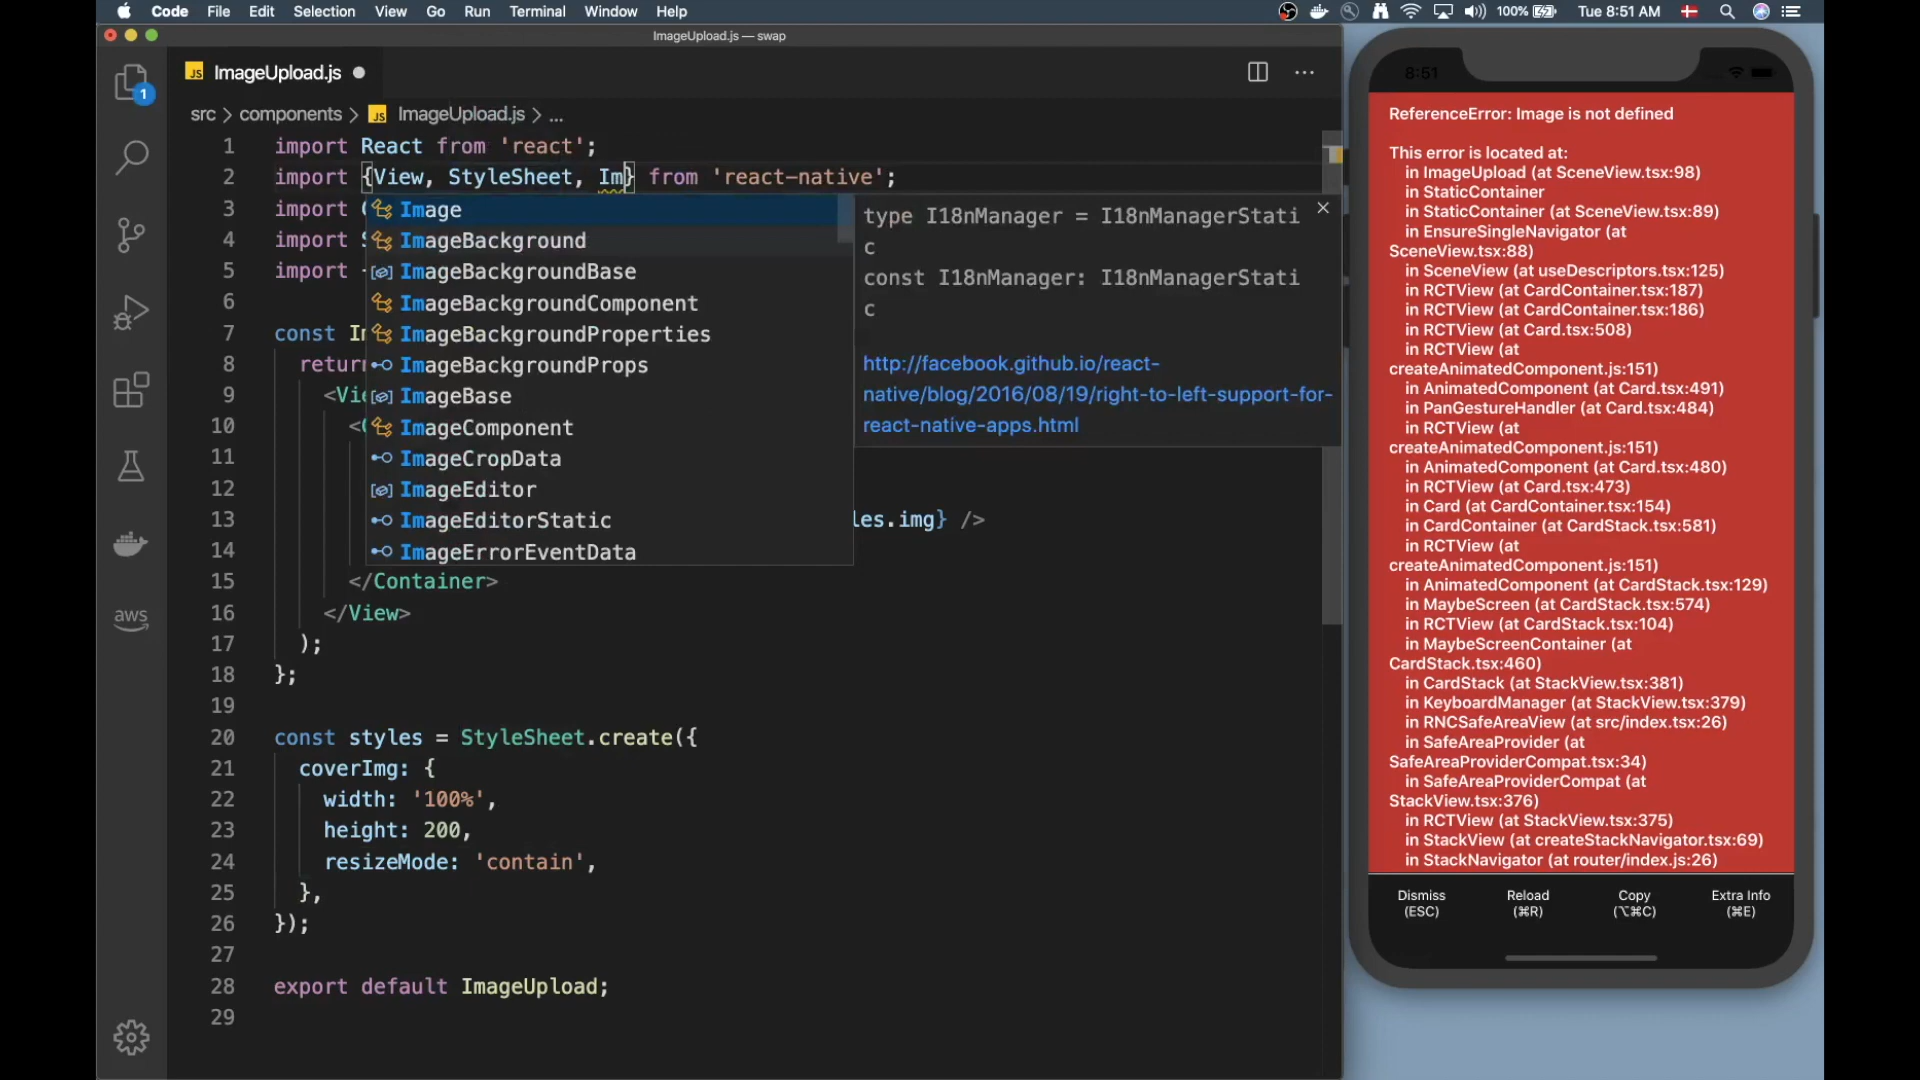 Code File Edit Selection View Go Run Terminal Window Help 100% Tue 8:51 AM
ImageUpload.js — swap
JS ImageUpload.js
src > components > JS ImageUpload.js > ...
1 import React from 'react';
2 import {View, StyleSheet, Im} from 'react-native';
3 import
4 import
5 import
6
7 const
8 return
9 <Vie
10
11
12
13 les.img} />
14
15 </Container>
16 </View>
17 );
18 };
19
20 const styles = StyleSheet.create({
21 coverImg: {
22 width: '100%',
23 height: 200,
24 resizeMode: 'contain',
25 },
26 });
27
28 export default ImageUpload;
29
Image
ImageBackground
ImageBackgroundBase
ImageBackgroundComponent
ImageBackgroundProperties
ImageBackgroundProps
ImageBase
ImageComponent
ImageCropData
ImageEditor
ImageEditorStatic
ImageErrorEventData
type I18nManager = I18nManagerStati
c
const I18nManager: I18nManagerStati
c
http://facebook.github.io/react-
native/blog/2016/08/19/right-to-left-support-for-
react-native-apps.html
1
aws
8:51
ReferenceError: Image is not defined
This error is located at:
in ImageUpload (at SceneView.tsx:98)
in StaticContainer
in StaticContainer (at SceneView.tsx:89)
in EnsureSingleNavigator (at
SceneView.tsx:88)
in SceneView (at useDescriptors.tsx:125)
in RCTView (at CardContainer.tsx:187)
in RCTView (at CardContainer.tsx:186)
in RCTView (at Card.tsx:508)
in RCTView (at
createAnimatedComponent.js:151)
in AnimatedComponent (at Card.tsx:491)
in PanGestureHandler (at Card.tsx:484)
in RCTView (at
createAnimatedComponent.js:151)
in AnimatedComponent (at Card.tsx:480)
in RCTView (at Card.tsx:473)
in Card (at CardContainer.tsx:154)
in CardContainer (at CardStack.tsx:581)
in RCTView (at
createAnimatedComponent.js:151)
in AnimatedComponent (at CardStack.tsx:129)
in MaybeScreen (at CardStack.tsx:574)
in RCTView (at CardStack.tsx:104)
in MaybeScreenContainer (at
CardStack.tsx:460)
in CardStack (at StackView.tsx:381)
in KeyboardManager (at StackView.tsx:379)
in RNCSafeAreaView (at src/index.tsx:26)
in SafeAreaProvider (at
SafeAreaProviderCompat.tsx:34)
in SafeAreaProviderCompat (at
StackView.tsx:376)
in RCTView (at StackView.tsx:375)
in StackView (at createStackNavigator.tsx:69)
in StackNavigator (at router/index.js:26)
Dismiss Reload Copy Extra Info
(ESC) (⌘R) (⌥⌘C) (⌘E)